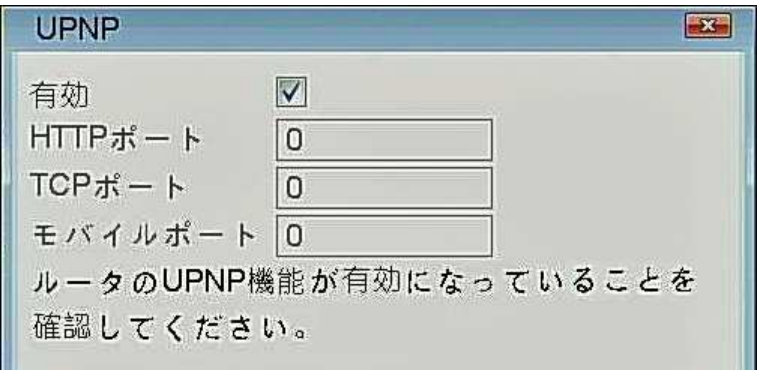 UPNP
有効
HTTPポート 0
TCPポート 0
モバイルポート 0
ルータのUPNP機能が有効になっていることを
確認してください。